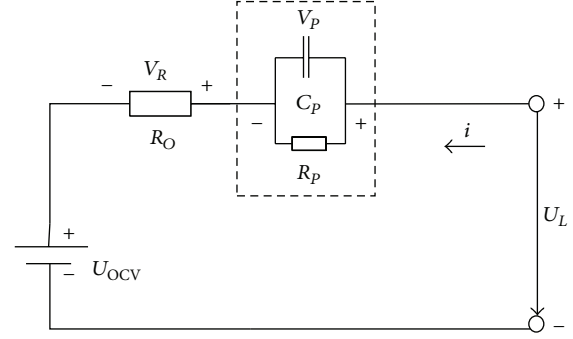 V_P
− V_R +
C_P
− +
R_O
R_P
i
+
U_L
+
− U_OCV
−